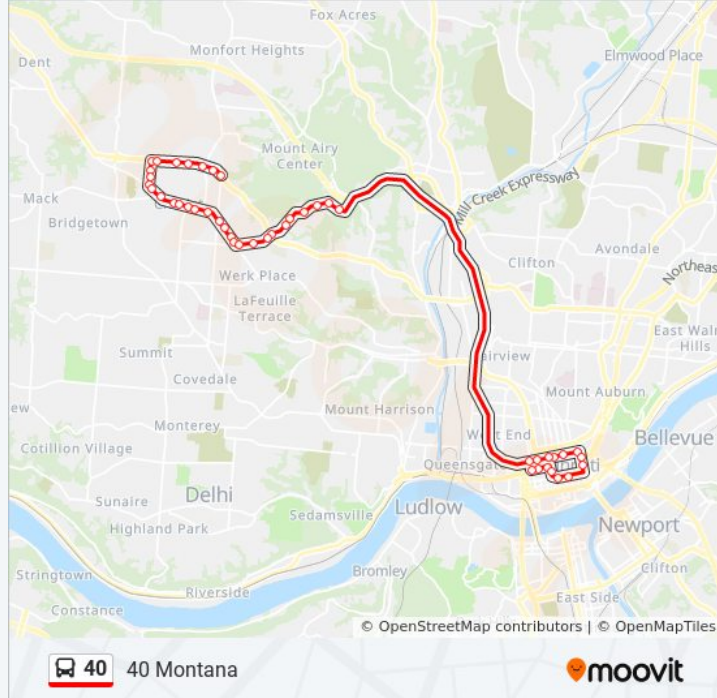 Fox Acres
Monfort Heights
Elmwood Place
Dent
Mount Airy
Center
Mill Creek Expressway
Mack
Bridgetown
Avondale
Clifton
Northeas
Werk Place
LaFeuille
Terrace
East Waln
Hills
Fairview
Summit
Covedale
Mount Auburn
ew
Mount Harrison
Monterey
West End
Bellevue
Cotillion Village
Queensgate
Delhi
Sunaire
Sedamsville
Ludlow
Highland Park
Newport
Stringtown
Bromley
Clifton
Riverside
East Side
Constance
© OpenStreetMap contributors | © OpenMapTiles
40 40 Montana
moovit